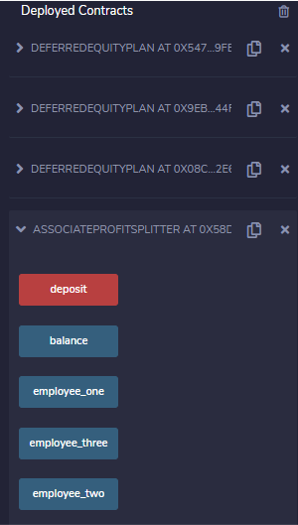 Deployed Contracts
DEFERREDEQUITYPLAN AT 0X547...9FE
DEFERREDEQUITYPLAN AT 0X9EB...44F
DEFERREDEQUITYPLAN AT 0X08C...2E6
ASSOCIATEPROFITSPLITTER AT 0X58D
deposit
balance
employee_one
employee_three
employee_two